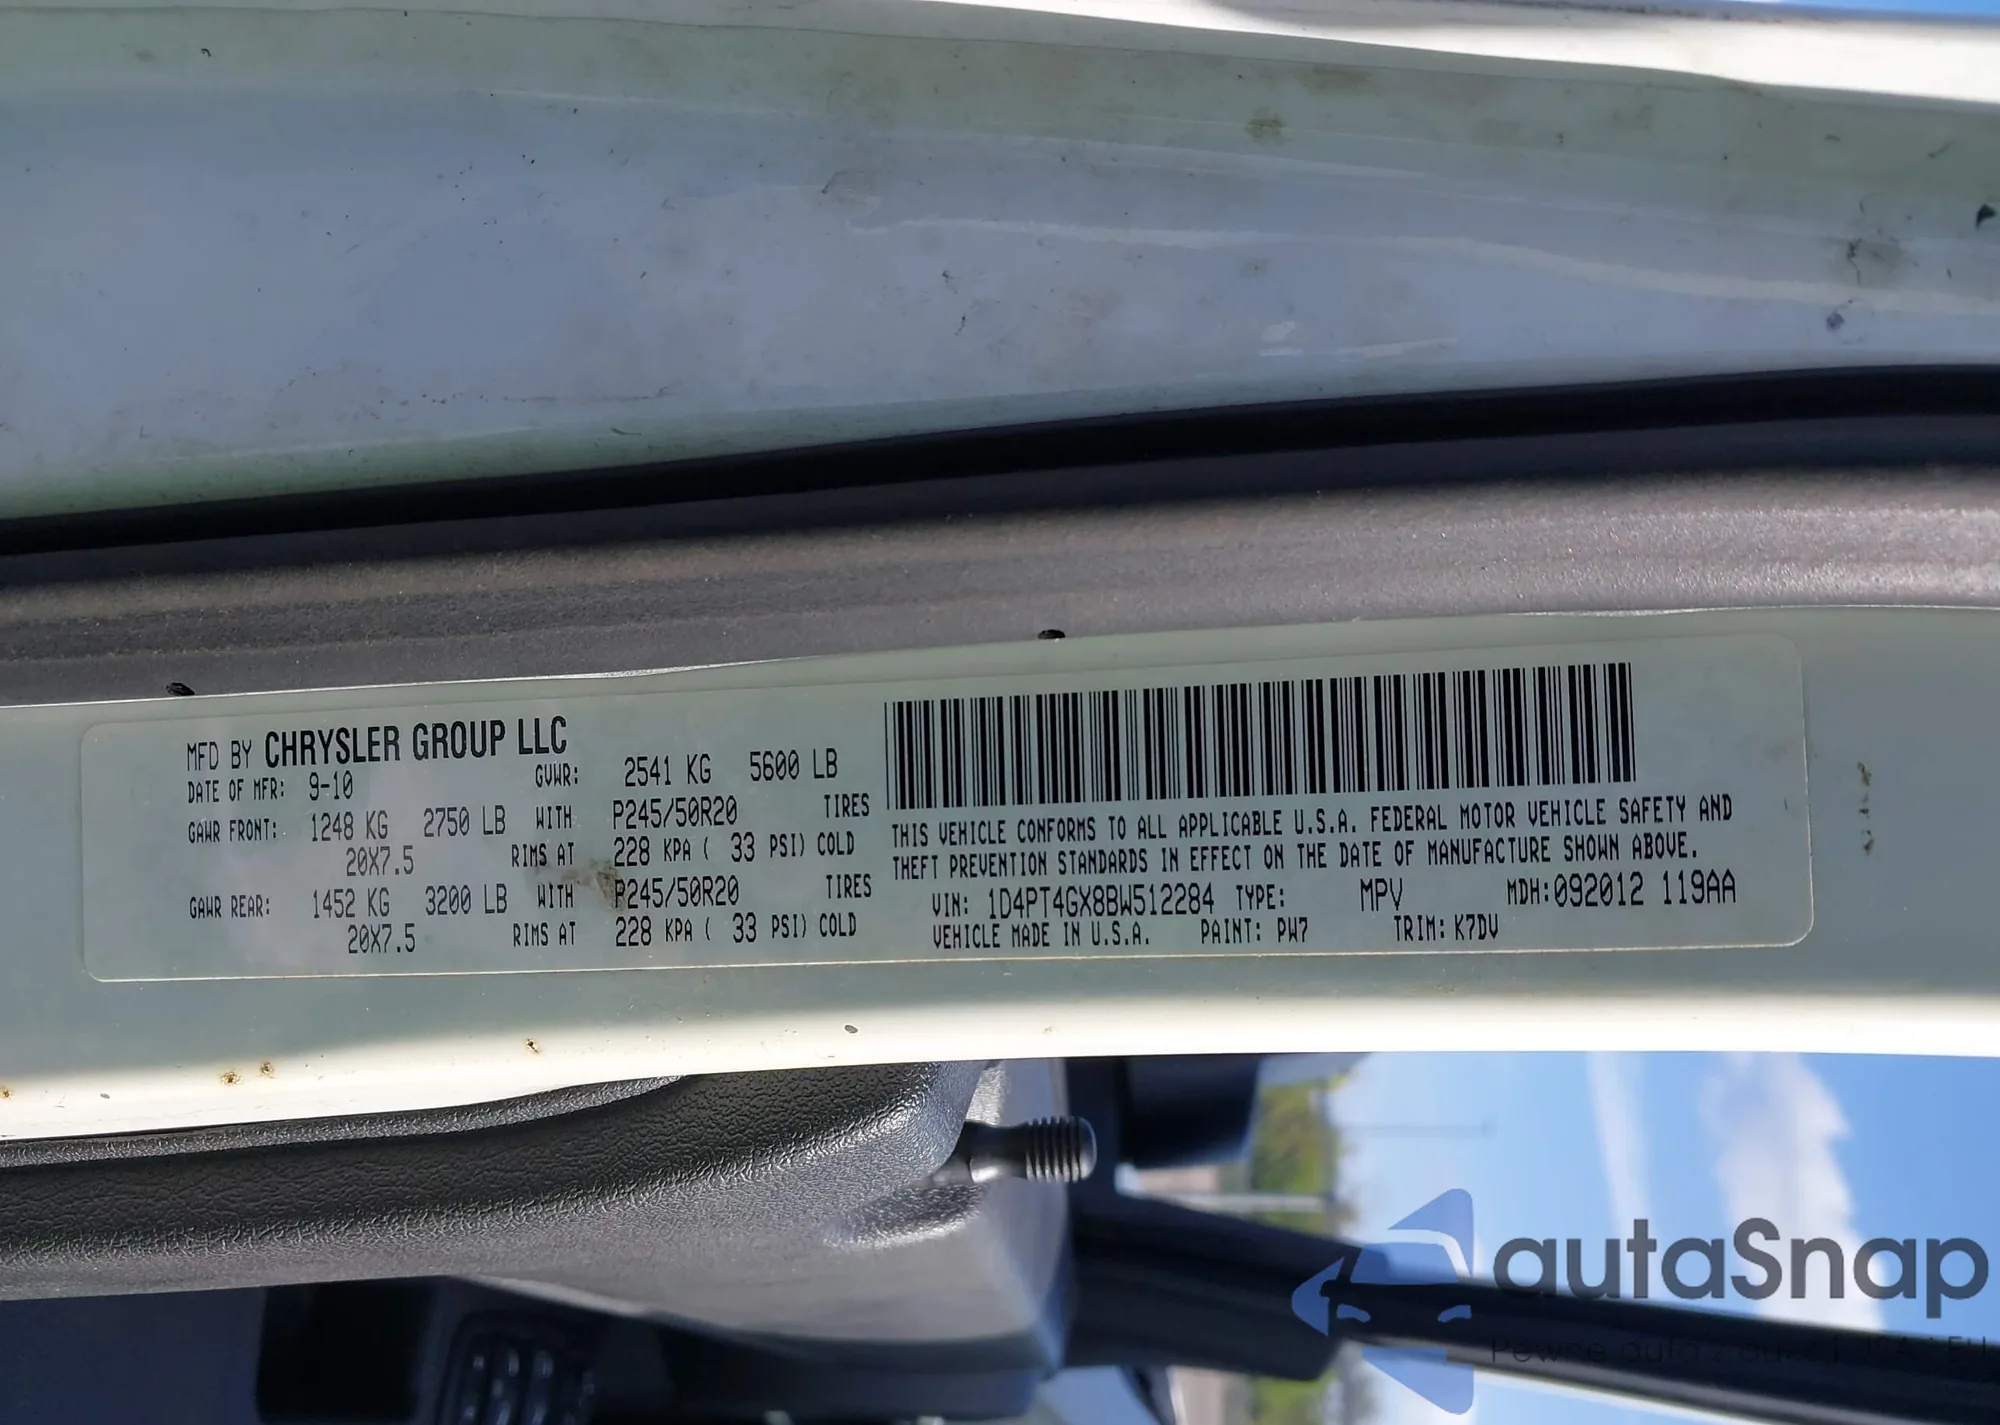 MFD BY CHRYSLER GROUP LLC
DATE OF MFR: 9-10 GVWR: 2541 KG 5600 LB
GAWR FRONT: 1248 KG 2750 LB WITH P245/50R20 TIRES
20X7.5 RIMS AT 228 KPA ( 33 PSI) COLD
GAWR REAR: 1452 KG 3200 LB WITH P245/50R20 TIRES
20X7.5 RIMS AT 228 KPA ( 33 PSI) COLD
THIS VEHICLE CONFORMS TO ALL APPLICABLE U.S.A. FEDERAL MOTOR VEHICLE SAFETY AND
THEFT PREVENTION STANDARDS IN EFFECT ON THE DATE OF MANUFACTURE SHOWN ABOVE.
VIN: 1D4PT4GX8BW512284 TYPE: MPV MDH:092012 119AA
VEHICLE MADE IN U.S.A. PAINT: PW7 TRIM: K7DV
autaSnap
Pewne auta z